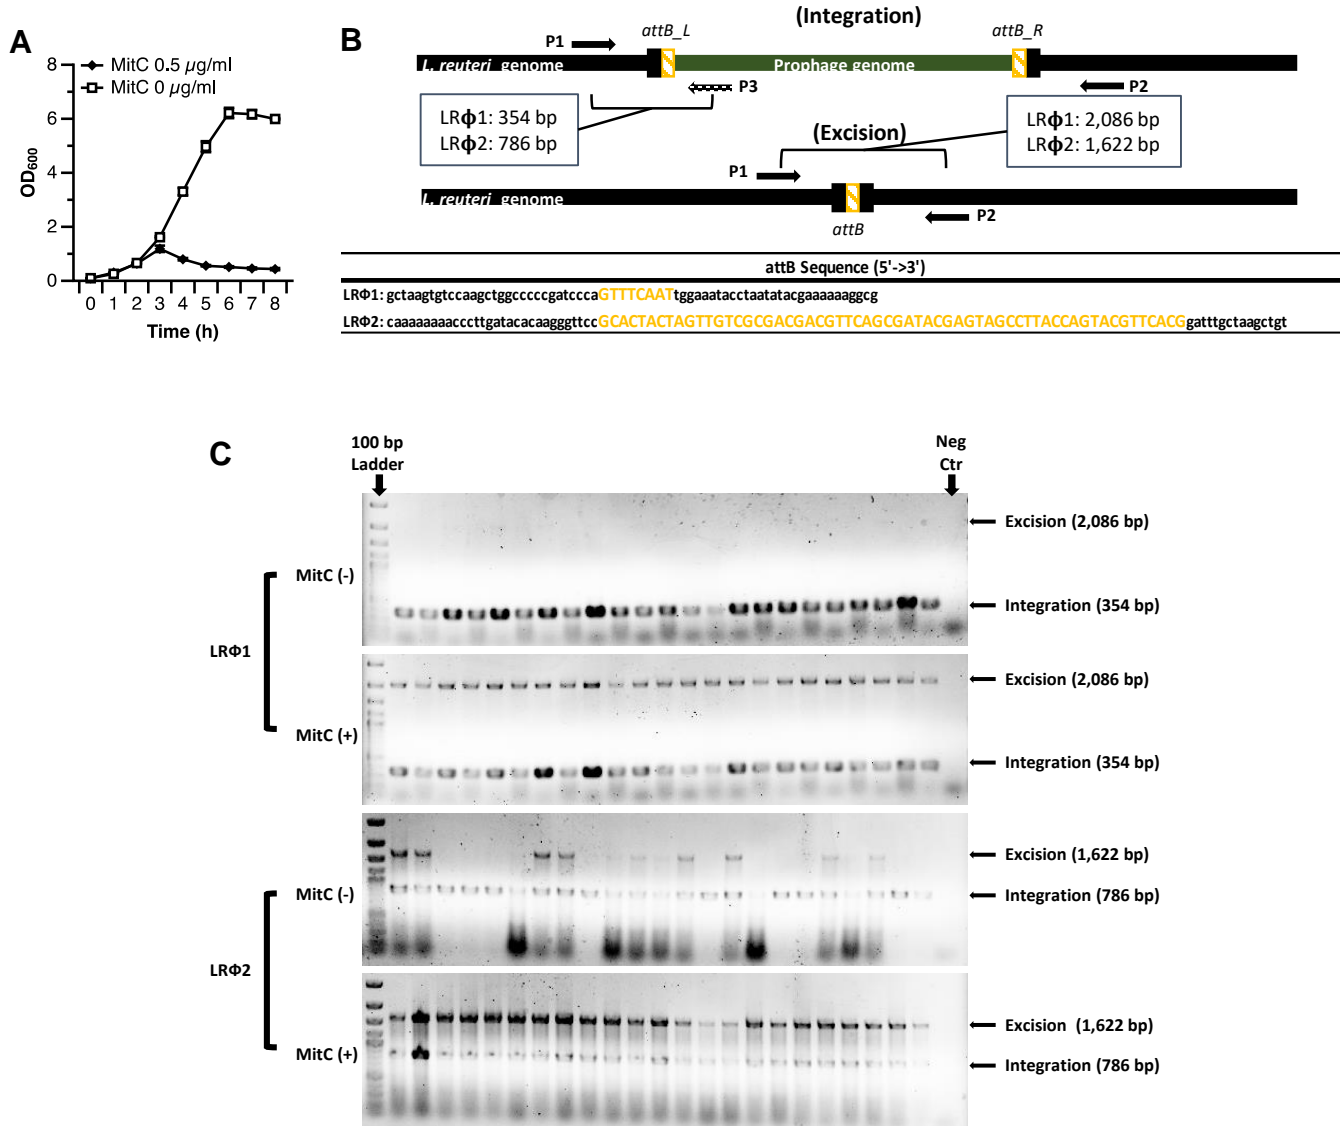 A
MitC 0.5 µg/ml
MitC 0 µg/ml
8
6
4
2
0
OD600
0 1 2 3 4 5 6 7 8
Time (h)
B
(Integration)
attB_L
attB_R
P1
L. reuteri genome
Prophage genome
P3
P2
LRϕ1: 354 bp
LRϕ2: 786 bp
LRϕ1: 2,086 bp
LRϕ2: 1,622 bp
(Excision)
P1
L. reuteri genome
P2
attB
attB Sequence (5'->3')
LRΦ1: gctaagtgtccaagctggcccccgatcccaGTTTCAATtggaaatacctaatatacgaaaaaaggcg
LRΦ2: caaaaaaaacccttgatacacaagggttccGCACTACTAGTTGTCGCGACGACGTTCAGCGATACGAGTAGCCTTACCAGTACGTTCACGgatttgctaagctgt
C
100 bp
Ladder
Neg
Ctr
Excision (2,086 bp)
MitC (-)
Integration (354 bp)
LRΦ1
Excision (2,086 bp)
MitC (+)
Integration (354 bp)
Excision (1,622 bp)
MitC (-)
Integration (786 bp)
LRΦ2
Excision (1,622 bp)
MitC (+)
Integration (786 bp)